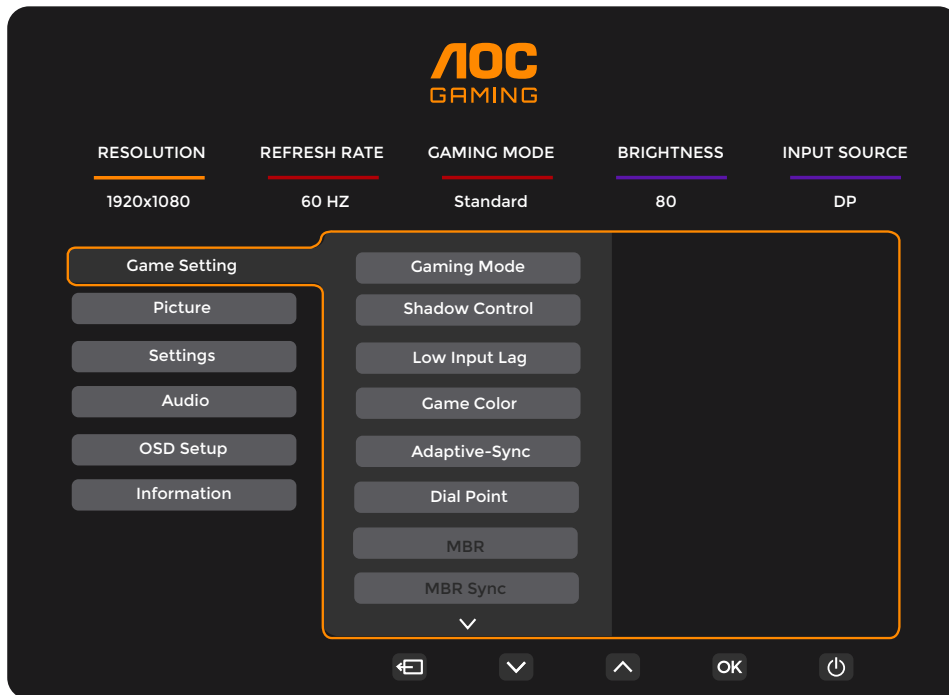 AOC
GAMING
RESOLUTION REFRESH RATE GAMING MODE BRIGHTNESS INPUT SOURCE
1920x1080 60 HZ Standard 80 DP
Game Setting
Picture
Settings
Audio
OSD Setup
Information
Gaming Mode
Shadow Control
Low Input Lag
Game Color
Adaptive-Sync
Dial Point
MBR
MBR Sync
OK